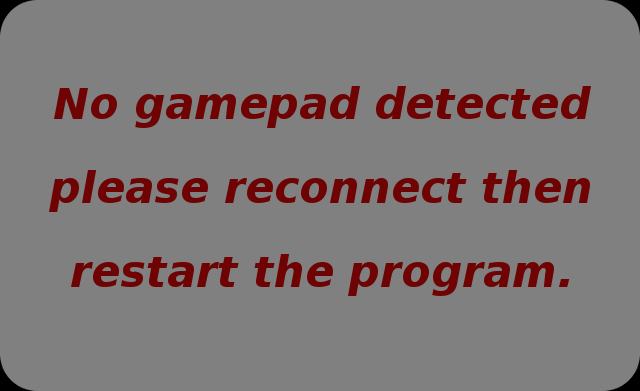 No gamepad detected
please reconnect then
restart the program.